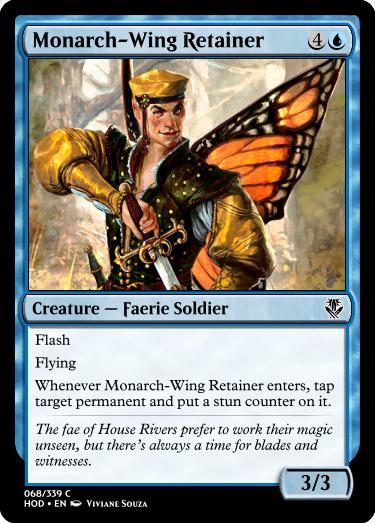 Monarch-Wing Retainer 4
Creature — Faerie Soldier
Flash
Flying
Whenever Monarch-Wing Retainer enters, tap
target permanent and put a stun counter on it.
The fae of House Rivers prefer to work their magic
unseen, but there's always a time for blades and
witnesses.
3/3
068/339 C
HOD • EN Viviane Souza